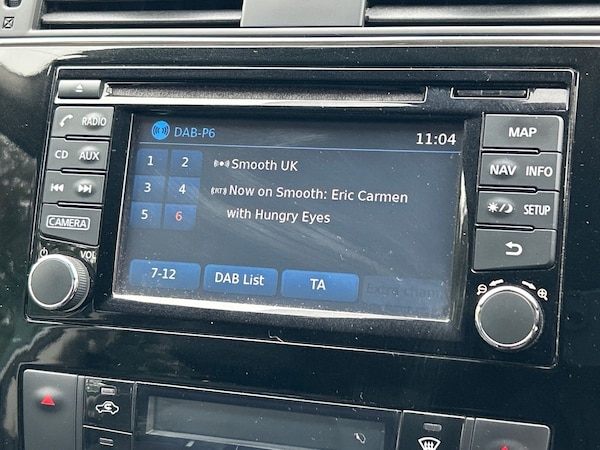 DAB-P6 11:04
1 2 Smooth UK
3 4 (RT) Now on Smooth: Eric Carmen
5 6 with Hungry Eyes
7-12 DAB List TA
RADIO
CD AUX
CAMERA
VOL
MAP
NAV INFO
SETUP